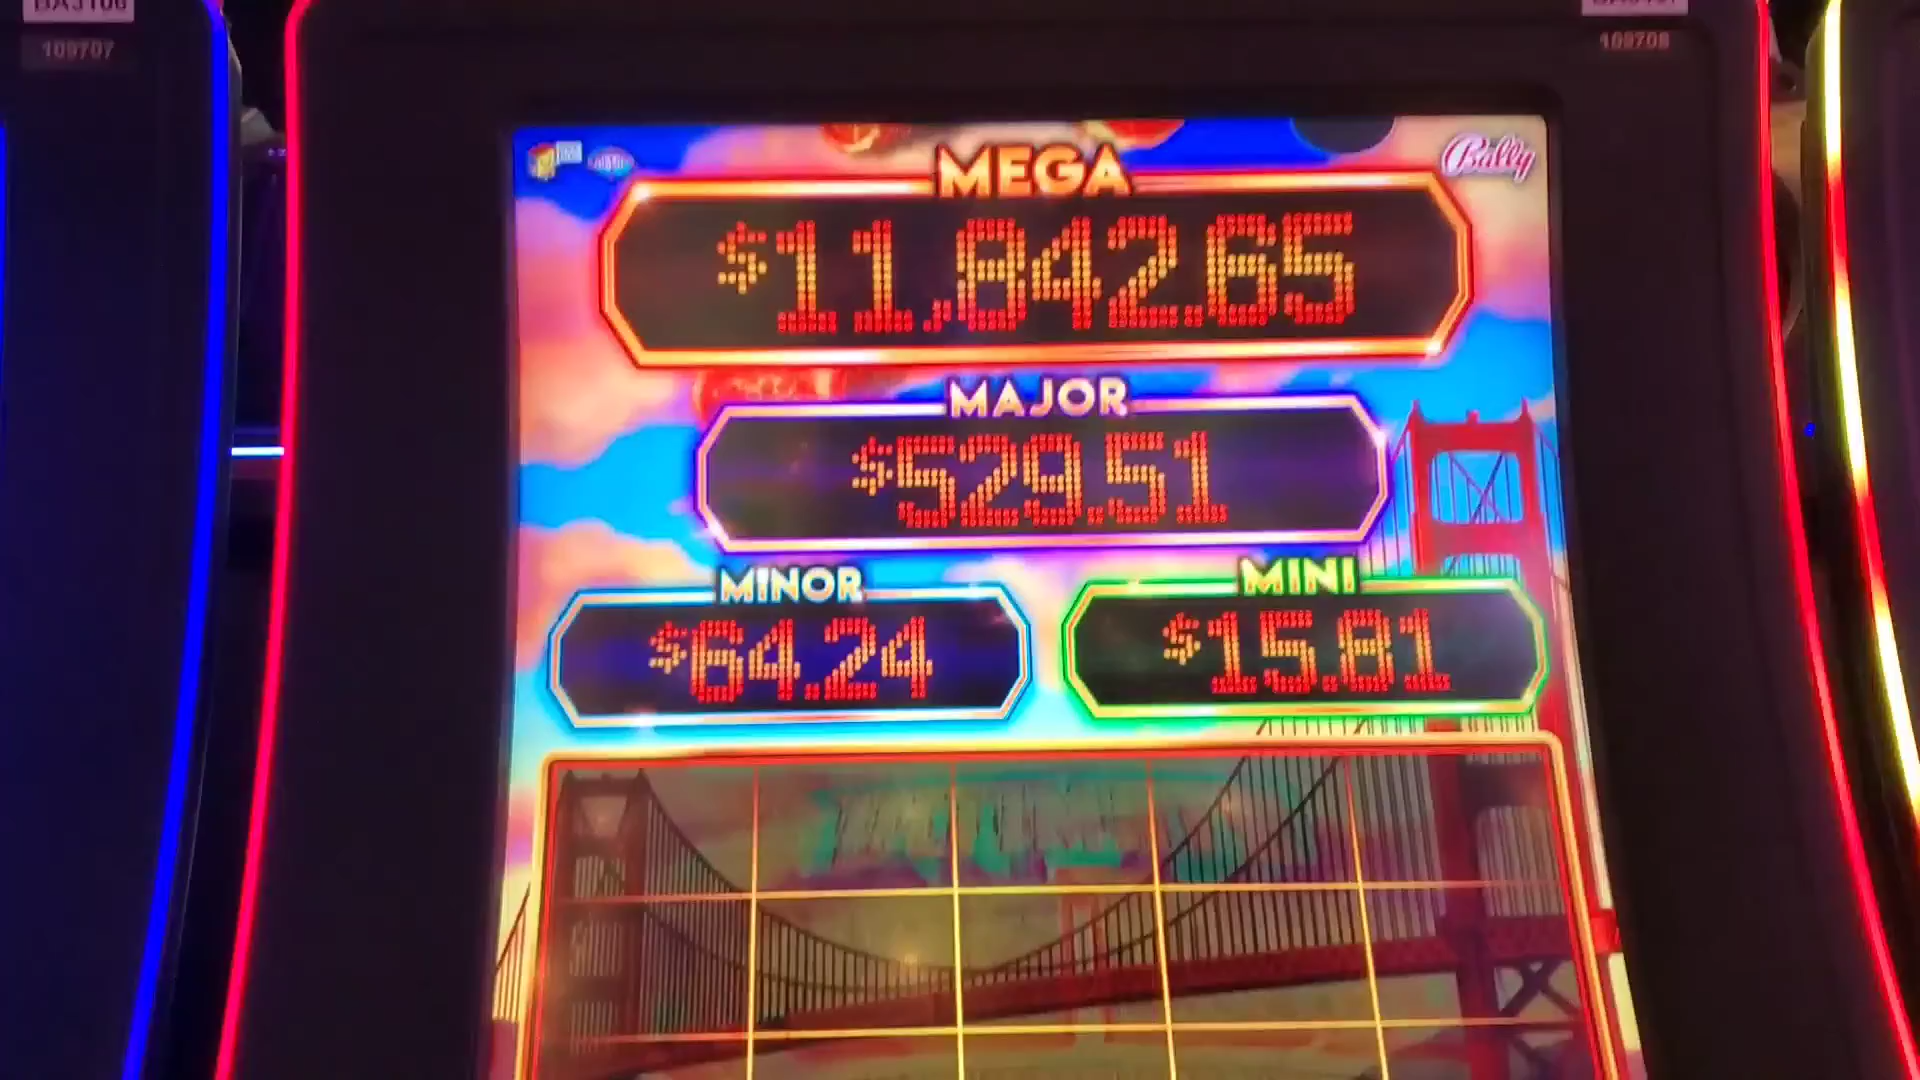 109707
109708
Bally
MEGA
$11,842.65
MAJOR
$529.51
MINOR
$64.24
MINI
$15.81